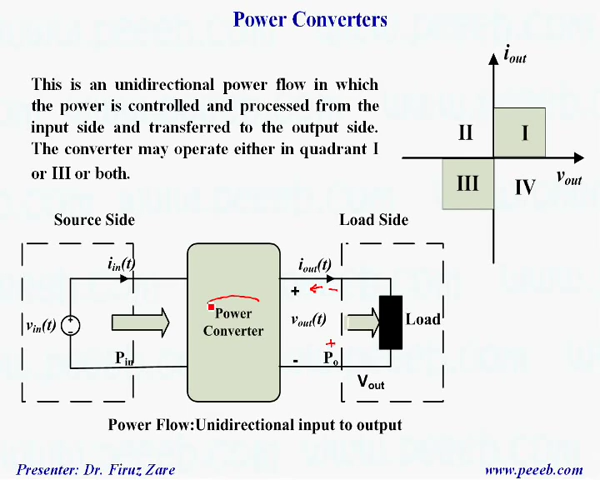 Power Converters
This is an unidirectional power flow in which
the power is controlled and processed from the
input side and transferred to the output side.
The converter may operate either in quadrant I
or III or both.
iout
II
I
III
IV
vout
Source Side
Load Side
iin(t)
iout(t)
+
-
vin(t)
Power
Converter
vout(t)
Load
+
Pin
Po
-
Vout
Power Flow:Unidirectional input to output
Presenter: Dr. Firuz Zare
www.peeeb.com